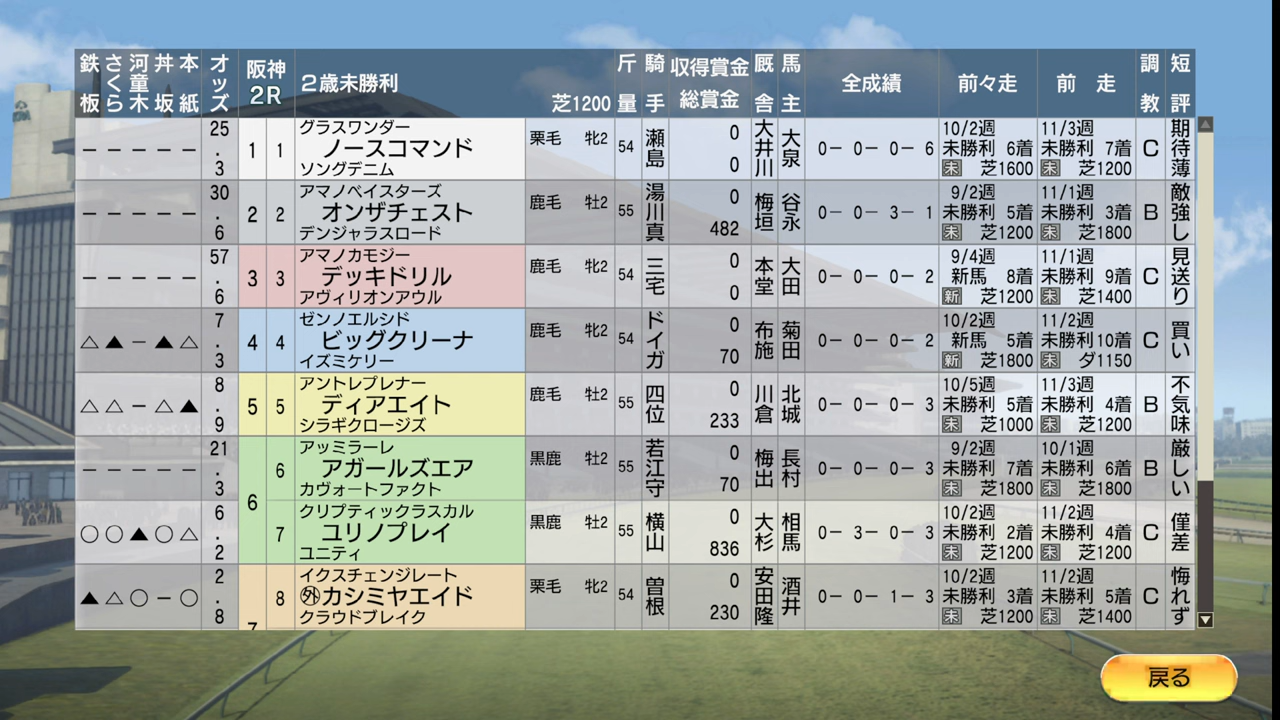 鉄板 さくら 河童木 井坂 本紙 オッズ 阪神2R 2歳未勝利 芝1200 斤量 騎手 収得賞金 総賞金 厩舎 馬主 全成績 前々走 前 走 調教 短評
－ － － － － 25.3 1 1 グラスワンダー
ノースコマンド
ソングデニム
栗毛 牝2 54 瀬島 0 0 大井川 大泉 0－ 0－ 0－ 6
10/2週 未勝利 6着 未 芝1600
11/3週 未勝利 7着 未 芝1200
C 期待薄
－ － － － － 30.6 2 2 アマノベイスターズ
オンザチェスト
デンジャラスロード
鹿毛 牡2 55 湯川真 0 482 梅垣 谷永 0－ 0－ 3－ 1
9/2週 未勝利 5着 未 芝1200
11/1週 未勝利 3着 未 芝1800
B 敵強し
－ － － － － 57.6 3 3 アマノカモジー
デッキドリル
アヴィリオンアウル
鹿毛 牝2 54 三宅 0 0 本堂 大田 0－ 0－ 0－ 2
9/4週 新馬 8着 新 芝1200
11/1週 未勝利 9着 未 芝1400
C 見送り
△ ▲ － ▲ △ 7.3 4 4 ゼンノエルシド
ビッグクリーナ
イズミケリー
鹿毛 牝2 54 ドイガ 0 70 布施 菊田 0－ 0－ 0－ 2
10/2週 新馬 5着 新 芝1800
11/2週 未勝利10着 未 ダ1150
C 買い
△ △ － △ ▲ 8.9 5 5 アントレプレナー
ディアエイト
シラギクロージズ
鹿毛 牡2 55 四位 0 233 川倉 北城 0－ 0－ 0－ 3
10/5週 未勝利 5着 未 芝1000
11/3週 未勝利 4着 未 芝1200
B 不気味
－ － － － － 21.3 6 6 アッミラーレ
アガールズエア
カヴォートファクト
黒鹿 牡2 55 若江守 0 70 梅出 長村 0－ 0－ 0－ 3
9/2週 未勝利 7着 未 芝1800
10/1週 未勝利 6着 未 芝1800
B 厳しい
○ ○ ▲ ○ △ 6.2 7 クリプティックラスカル
ユリノプレイ
ユニティ
黒鹿 牡2 55 横山 0 836 大杉 相馬 0－ 3－ 0－ 3
10/2週 未勝利 2着 未 芝1200
11/2週 未勝利 4着 未 芝1200
C 僅差
▲ △ ○ － ○ 2.8 7 8 イクスチェンジレート
外カシミヤエイド
クラウドブレイク
栗毛 牝2 54 曽根 0 230 安田隆 酒井 0－ 0－ 1－ 3
10/2週 未勝利 3着 未 芝1200
11/2週 未勝利 5着 未 芝1400
C 侮れず
戻る